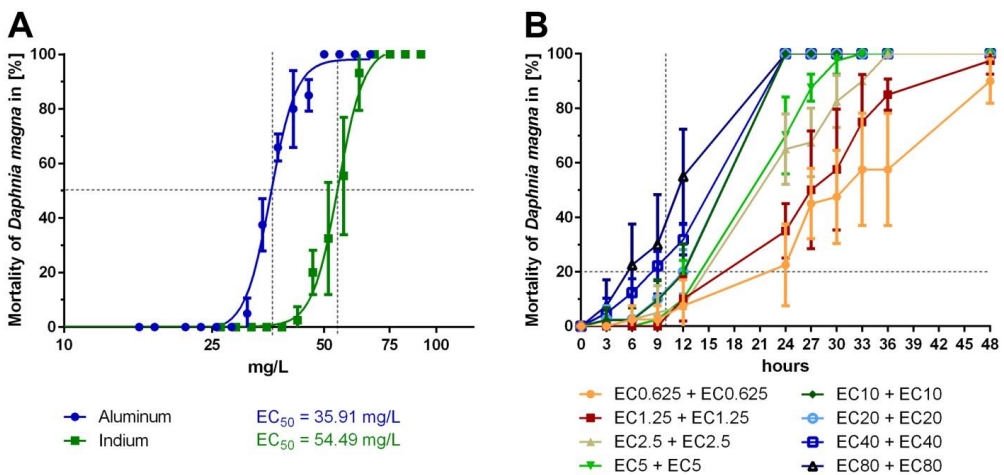 A
Mortality of Daphnia magna in [%]
100
80
60
40
20
0
10 25 50 75 100
mg/L
Aluminum EC50 = 35.91 mg/L
Indium EC50 = 54.49 mg/L
B
Mortality of Daphnia magna in [%]
100
80
60
40
20
0
0 3 6 9 12 15 18 21 24 27 30 33 36 39 42 45 48
hours
EC0.625 + EC0.625 EC10 + EC10
EC1.25 + EC1.25 EC20 + EC20
EC2.5 + EC2.5 EC40 + EC40
EC5 + EC5 EC80 + EC80